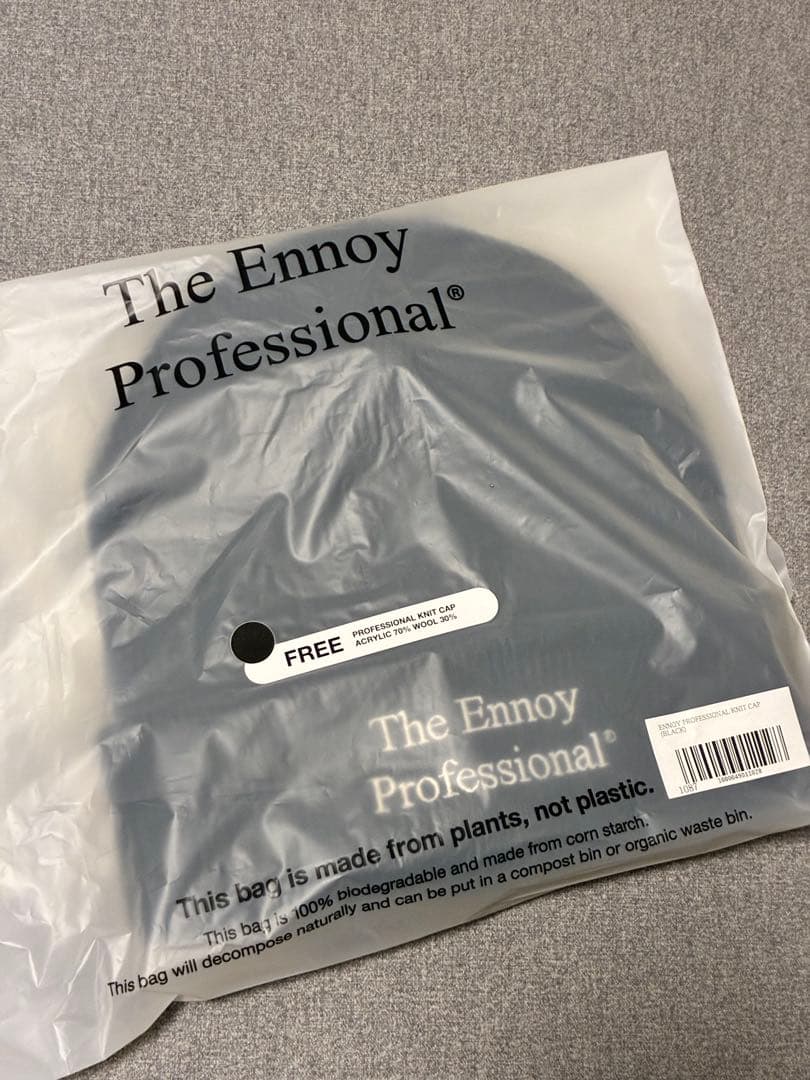 The Ennoy
Professional®
FREE
PROFESSIONAL KNIT CAP
ACRYLIC 70% WOOL 30%
The Ennoy
Professional®
ENNOY PROFESSIONAL KNIT CAP
(BLACK)
1087
1000049011028
This bag is made from plants, not plastic.
This bag is 100% biodegradable and made from corn starch.
This bag will decompose naturally and can be put in a compost bin or organic waste bin.